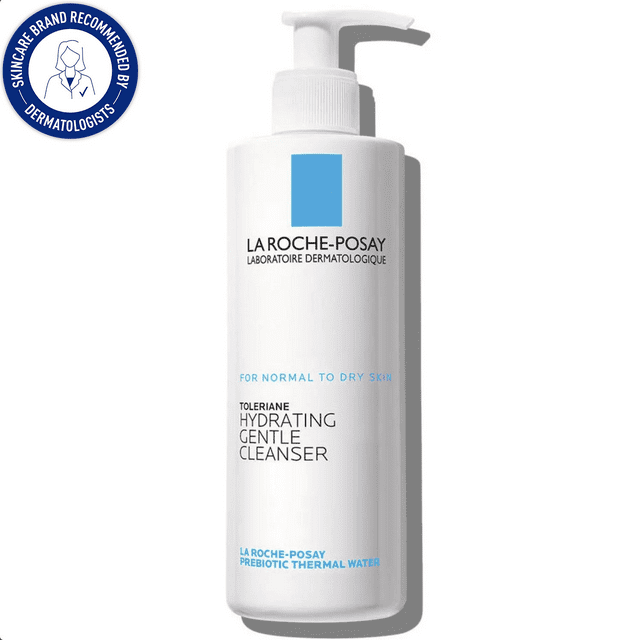 SKINCARE BRAND RECOMMENDED BY
DERMATOLOGISTS
LA ROCHE-POSAY
LABORATOIRE DERMATOLOGIQUE
FOR NORMAL TO DRY SKIN
TOLERIANE
HYDRATING
GENTLE
CLEANSER
LA ROCHE-POSAY
PREBIOTIC THERMAL WATER